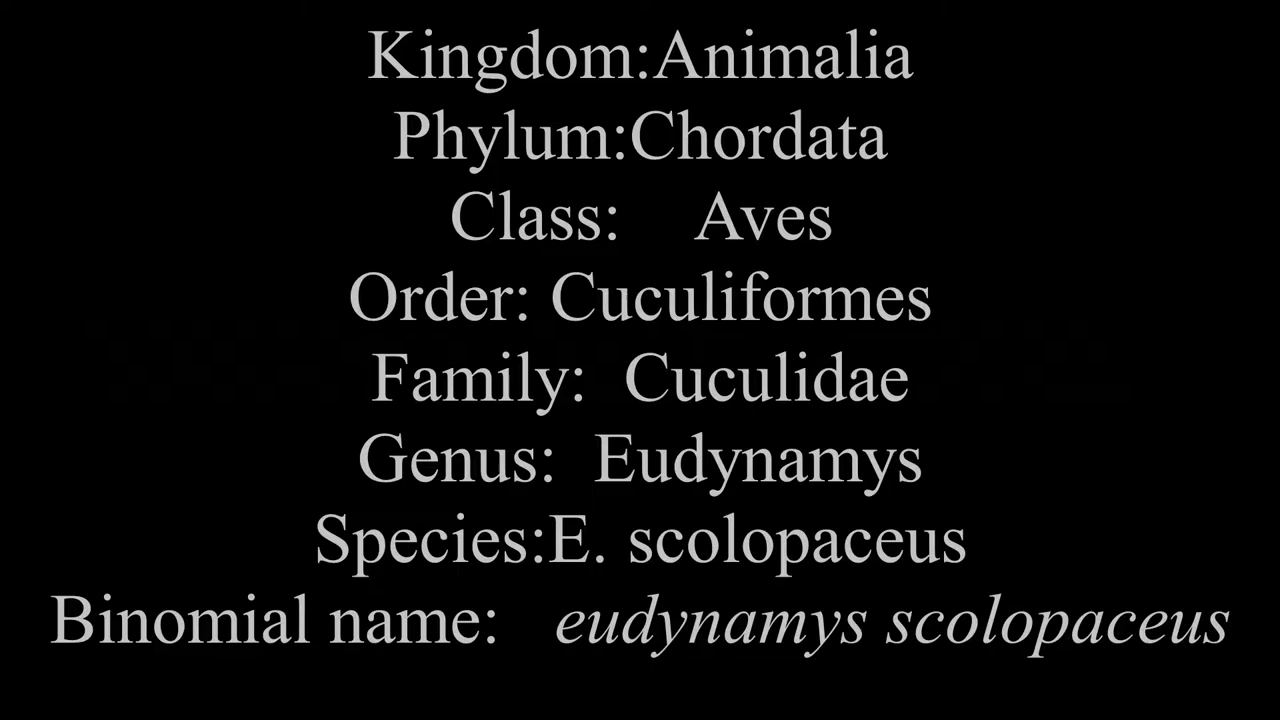 Kingdom:Animalia
Phylum:Chordata
Class: Aves
Order: Cuculiformes
Family: Cuculidae
Genus: Eudynamys
Species:E. scolopaceus
Binomial name: eudynamys scolopaceus